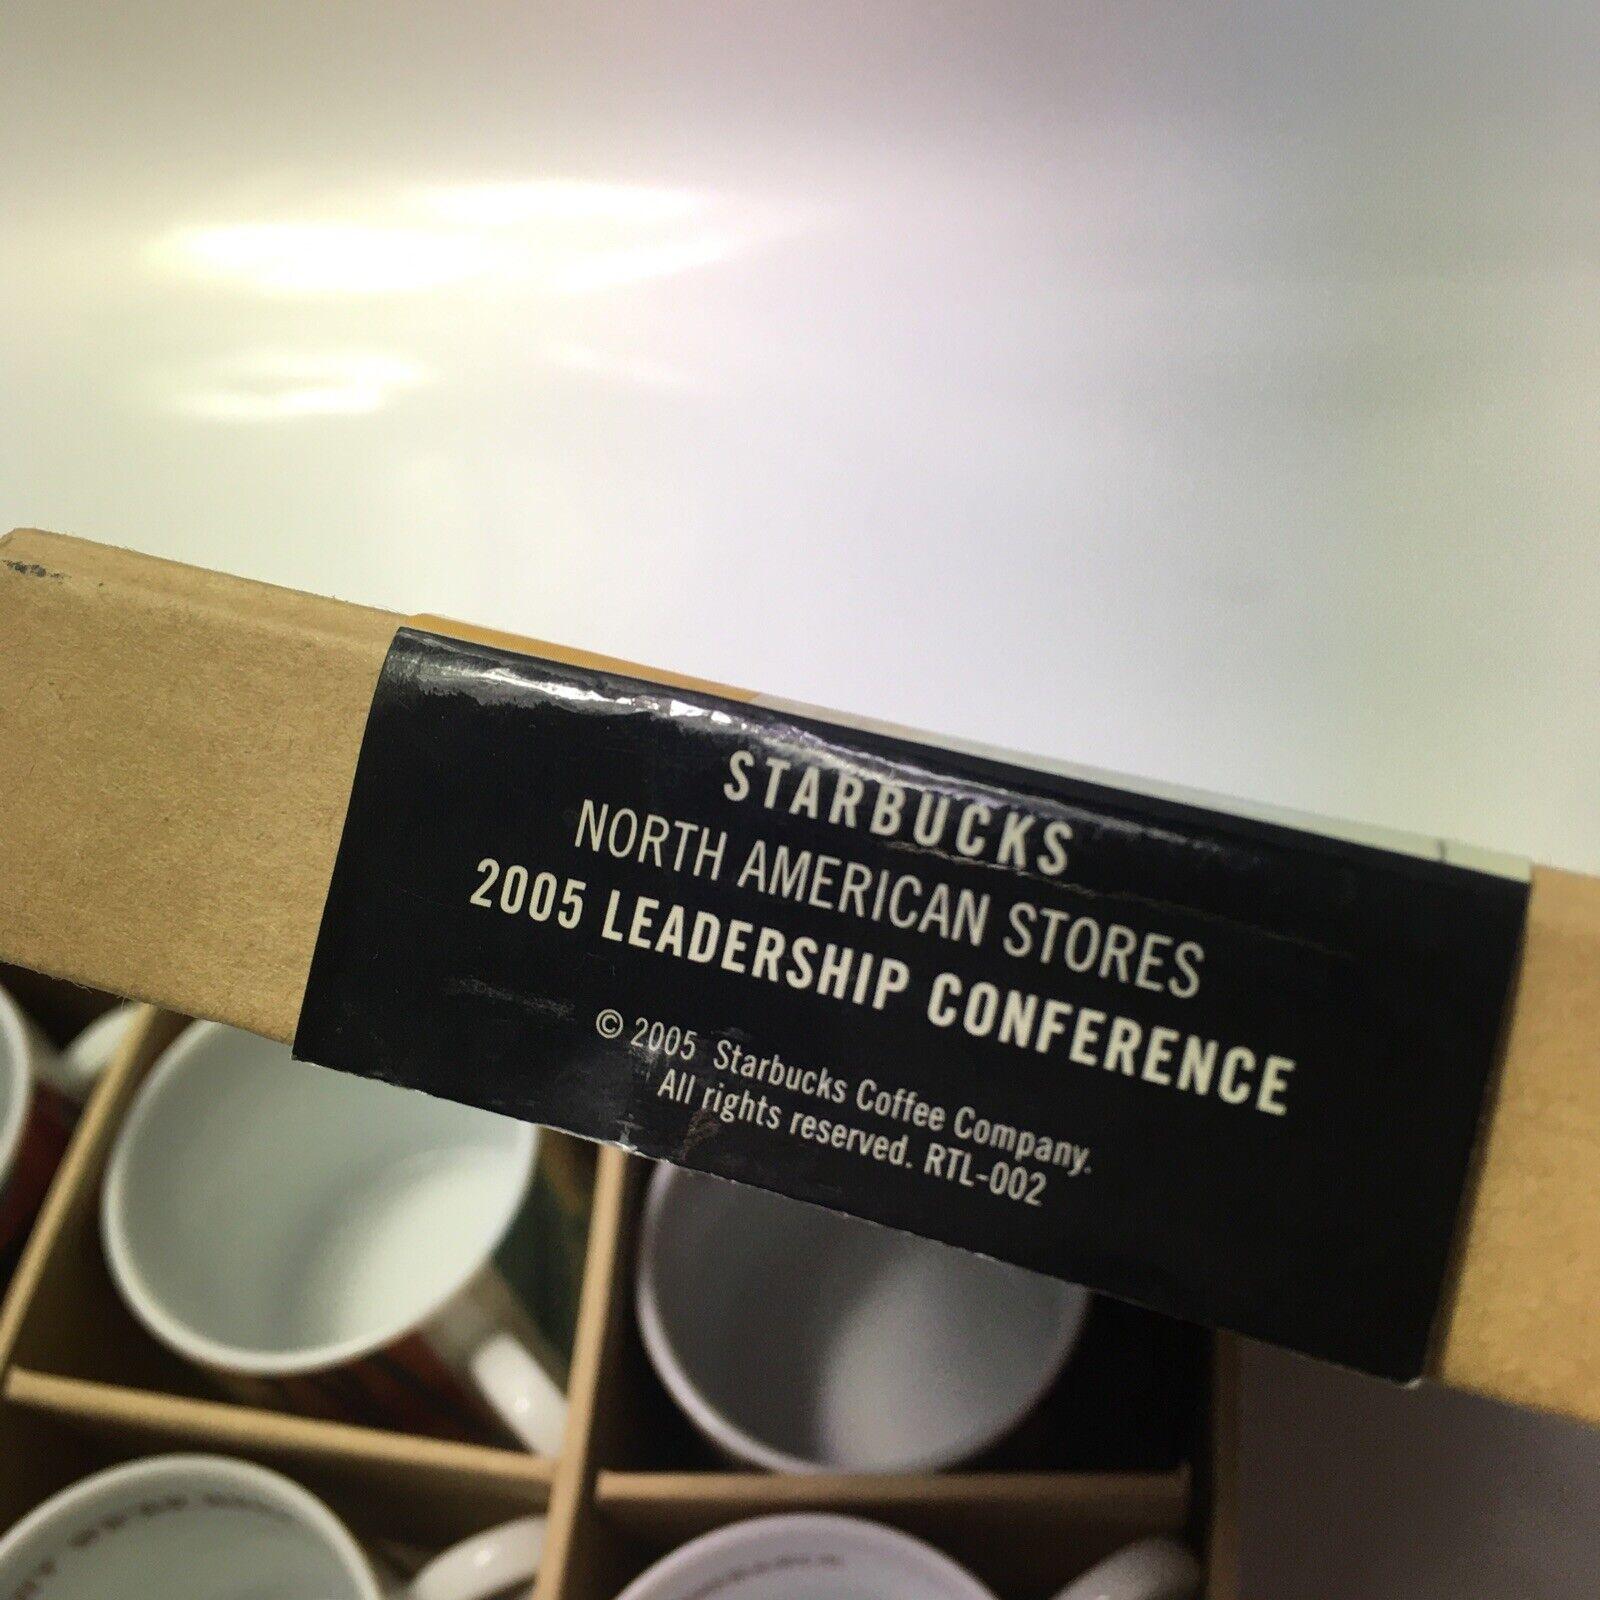 STARBUCKS
NORTH AMERICAN STORES
2005 LEADERSHIP CONFERENCE
© 2005 Starbucks Coffee Company.
All rights reserved. RTL-002